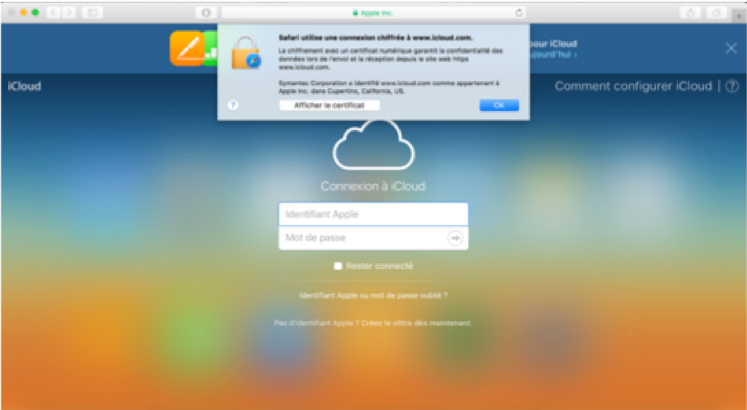 Apple Inc.
Safari utilise une connexion chiffrée à www.icloud.com.
Le chiffrement avec un certificat numérique garantit la confidentialité des
données lors de l'envoi et la réception depuis le site web https
www.icloud.com.
Symantec Corporation a identifié www.icloud.com comme appartenant à
Apple Inc. dans Cupertino, California, US.
? Afficher le certificat OK
pour iCloud
ujourd'hui ›
iCloud
Comment configurer iCloud | ?
Connexion à iCloud
Identifiant Apple
Mot de passe
Rester connecté
Identifiant Apple ou mot de passe oublié ?
Pas d'identifiant Apple ? Créez le vôtre dès maintenant.